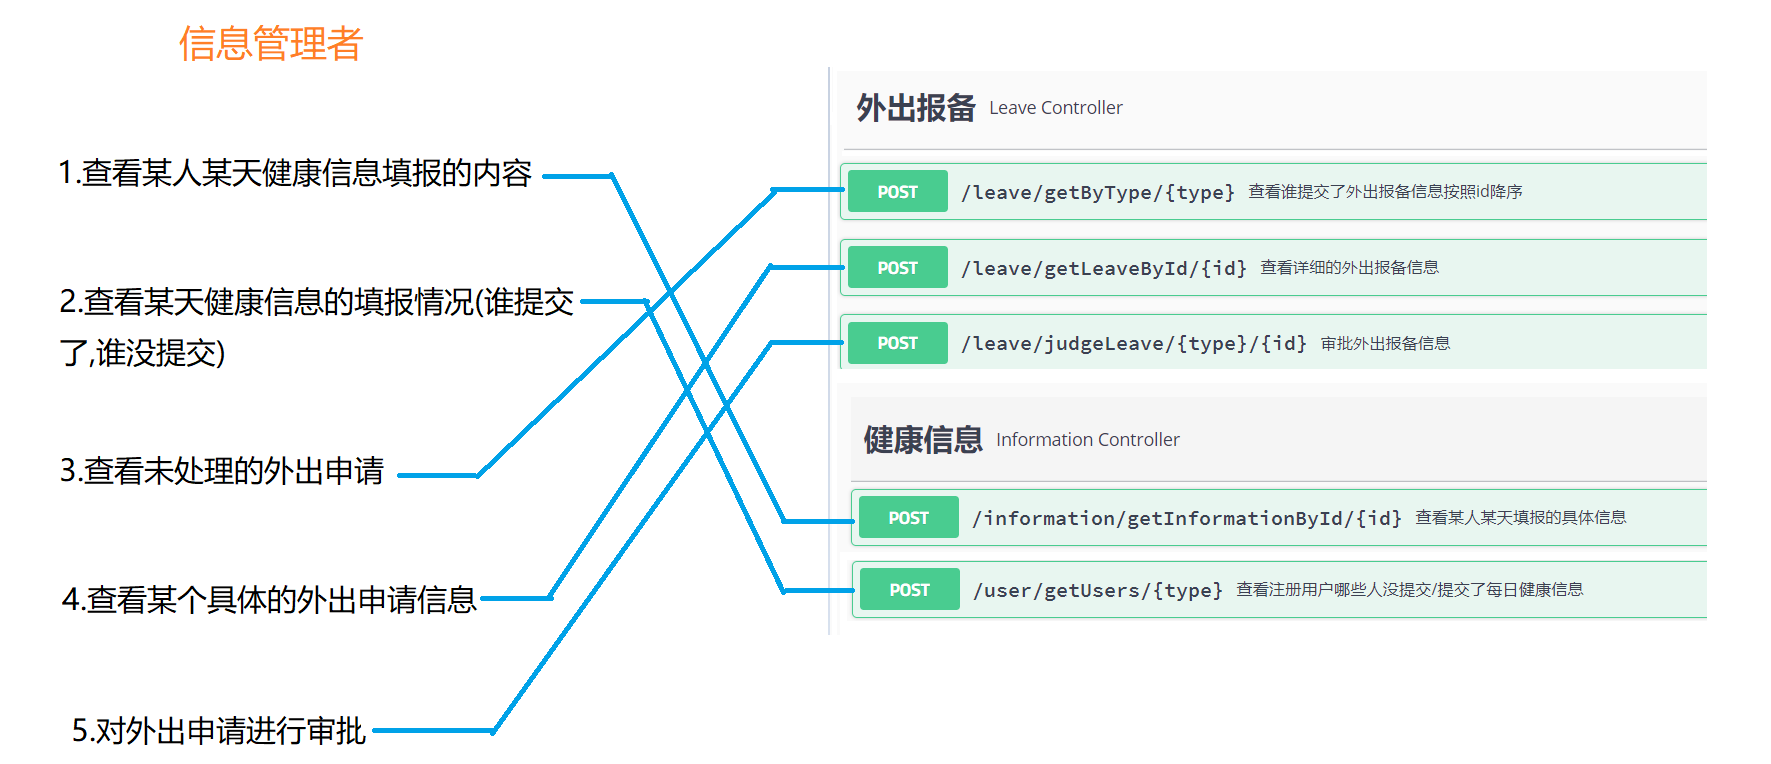 信息管理者
1.查看某人某天健康信息填报的内容
2.查看某天健康信息的填报情况(谁提交
了,谁没提交)
3.查看未处理的外出申请
4.查看某个具体的外出申请信息
5.对外出申请进行审批
外出报备 Leave Controller
POST /leave/getByType/{type} 查看谁提交了外出报备信息按照id降序
POST /leave/getLeaveById/{id} 查看详细的外出报备信息
POST /leave/judgeLeave/{type}/{id} 审批外出报备信息
健康信息 Information Controller
POST /information/getInformationById/{id} 查看某人某天填报的具体信息
POST /user/getUsers/{type} 查看注册用户哪些人没提交/提交了每日健康信息